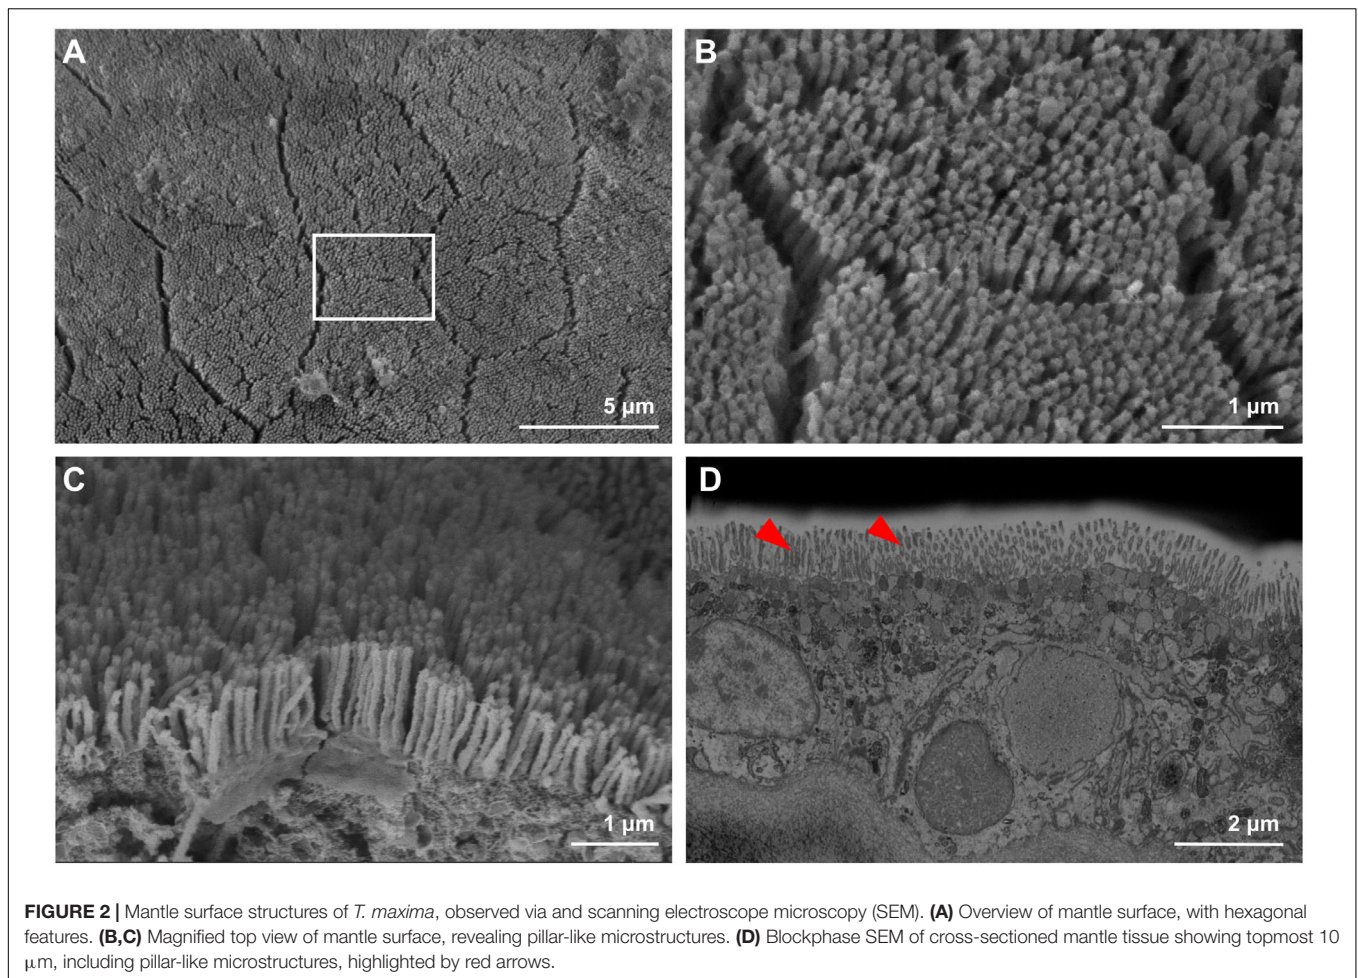 A
5 μm
B
1 μm
C
1 μm
D
2 μm
FIGURE 2 | Mantle surface structures of T. maxima, observed via and scanning electroscope microscopy (SEM). (A) Overview of mantle surface, with hexagonal
features. (B,C) Magnified top view of mantle surface, revealing pillar-like microstructures. (D) Blockphase SEM of cross-sectioned mantle tissue showing topmost 10
μm, including pillar-like microstructures, highlighted by red arrows.